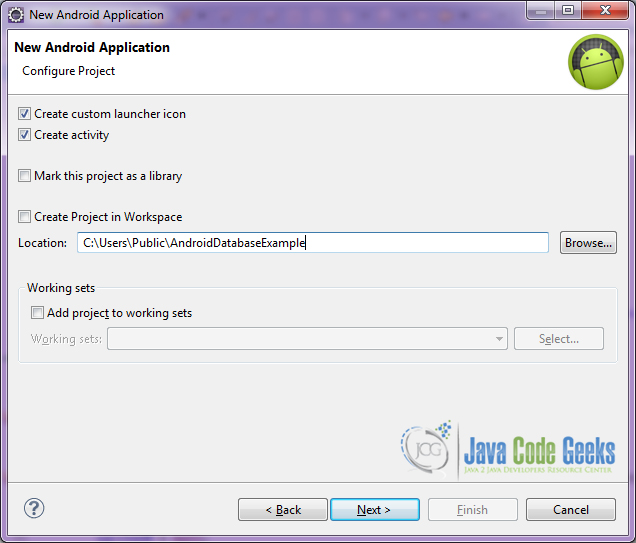 New Android Application
New Android Application
Configure Project
Create custom launcher icon
Create activity
Mark this project as a library
Create Project in Workspace
Location: C:\Users\Public\AndroidDatabaseExample Browse...
Working sets
Add project to working sets
Working sets: Select...
JCG Java Code Geeks
JAVA 2 JAVA DEVELOPERS RESOURCE CENTER
? < Back Next > Finish Cancel